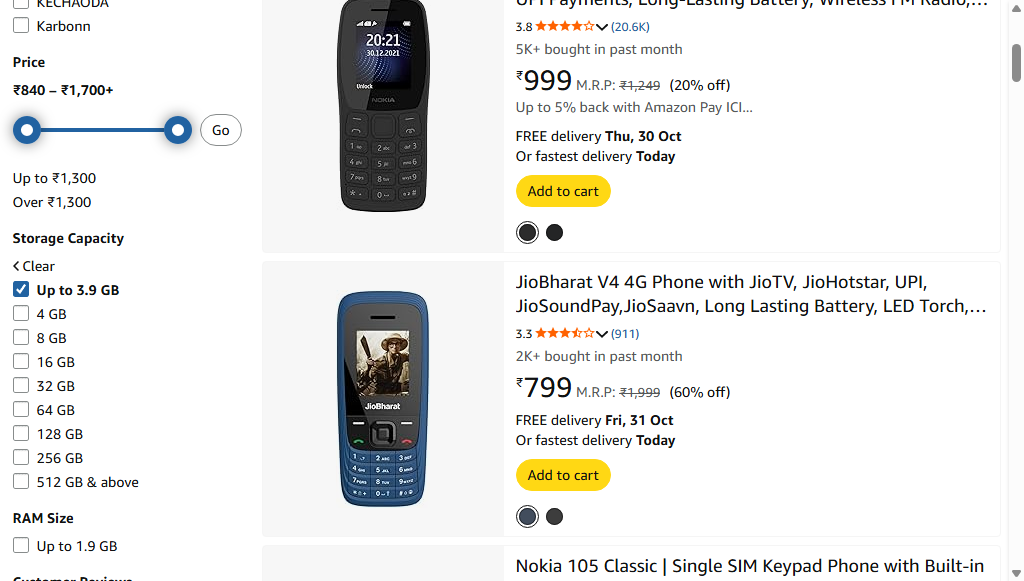 KECHAODA
Karbonn
Price
₹840 – ₹1,700+
Go
Up to ₹1,300
Over ₹1,300
Storage Capacity
Clear
Up to 3.9 GB
4 GB
8 GB
16 GB
32 GB
64 GB
128 GB
256 GB
512 GB & above
RAM Size
Up to 1.9 GB
Customer Reviews
20:21
30.12.2021
Unlock
NOKIA
UPI Payments, Long-Lasting Battery, Wireless FM Radio,…
3.8 (20.6K)
5K+ bought in past month
₹999 M.R.P: ₹1,249 (20% off)
Up to 5% back with Amazon Pay ICI…
FREE delivery Thu, 30 Oct
Or fastest delivery Today
Add to cart
JioBharat
JioBharat V4 4G Phone with JioTV, JioHotstar, UPI,
JioSoundPay,JioSaavn, Long Lasting Battery, LED Torch,…
3.3 (911)
2K+ bought in past month
₹799 M.R.P: ₹1,999 (60% off)
FREE delivery Fri, 31 Oct
Or fastest delivery Today
Add to cart
Nokia 105 Classic | Single SIM Keypad Phone with Built-in